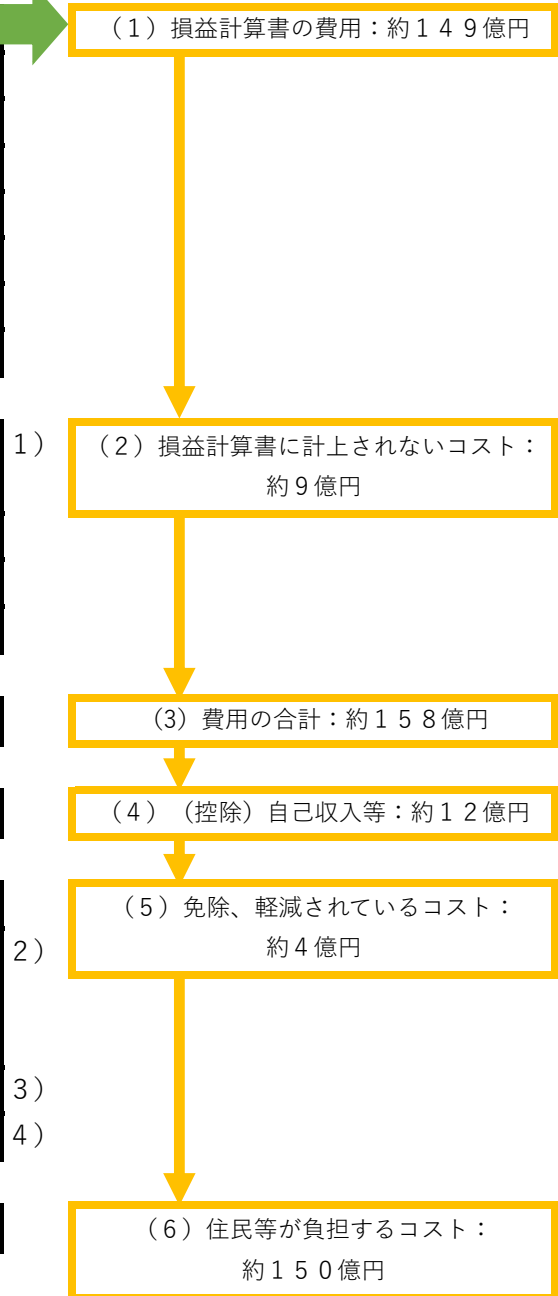 （１）損益計算書の費用：約１４９億円
１）
（２）損益計算書に計上されないコスト：
約９億円
（3）費用の合計：約１５８億円
（４）（控除）自己収入等：約１２億円
（５）免除、軽減されているコスト：
２）
約４億円
３）
４）
（６）住民等が負担するコスト：
約１５０億円